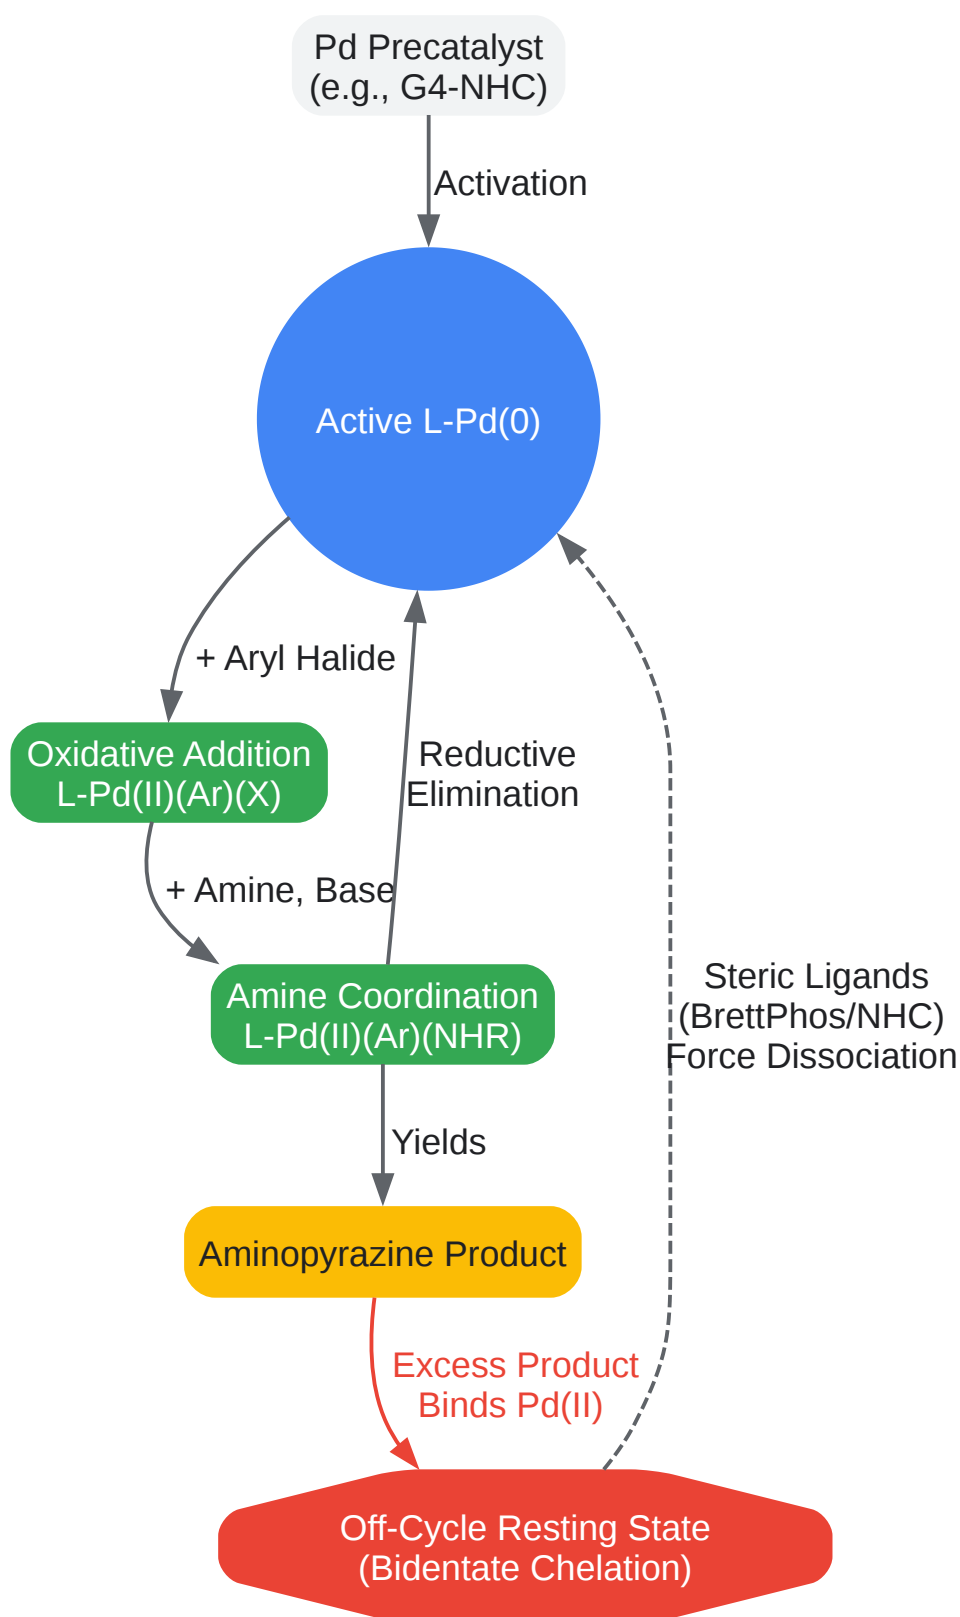 Pd Precatalyst
(e.g., G4-NHC)
Activation
Active L-Pd(0)
+ Aryl Halide
Oxidative Addition
L-Pd(II)(Ar)(X)
Reductive
Elimination
+ Amine, Base
Amine Coordination
L-Pd(II)(Ar)(NHR)
Steric Ligands
(BrettPhos/NHC)
Force Dissociation
Yields
Aminopyrazine Product
Excess Product
Binds Pd(II)
Off-Cycle Resting State
(Bidentate Chelation)